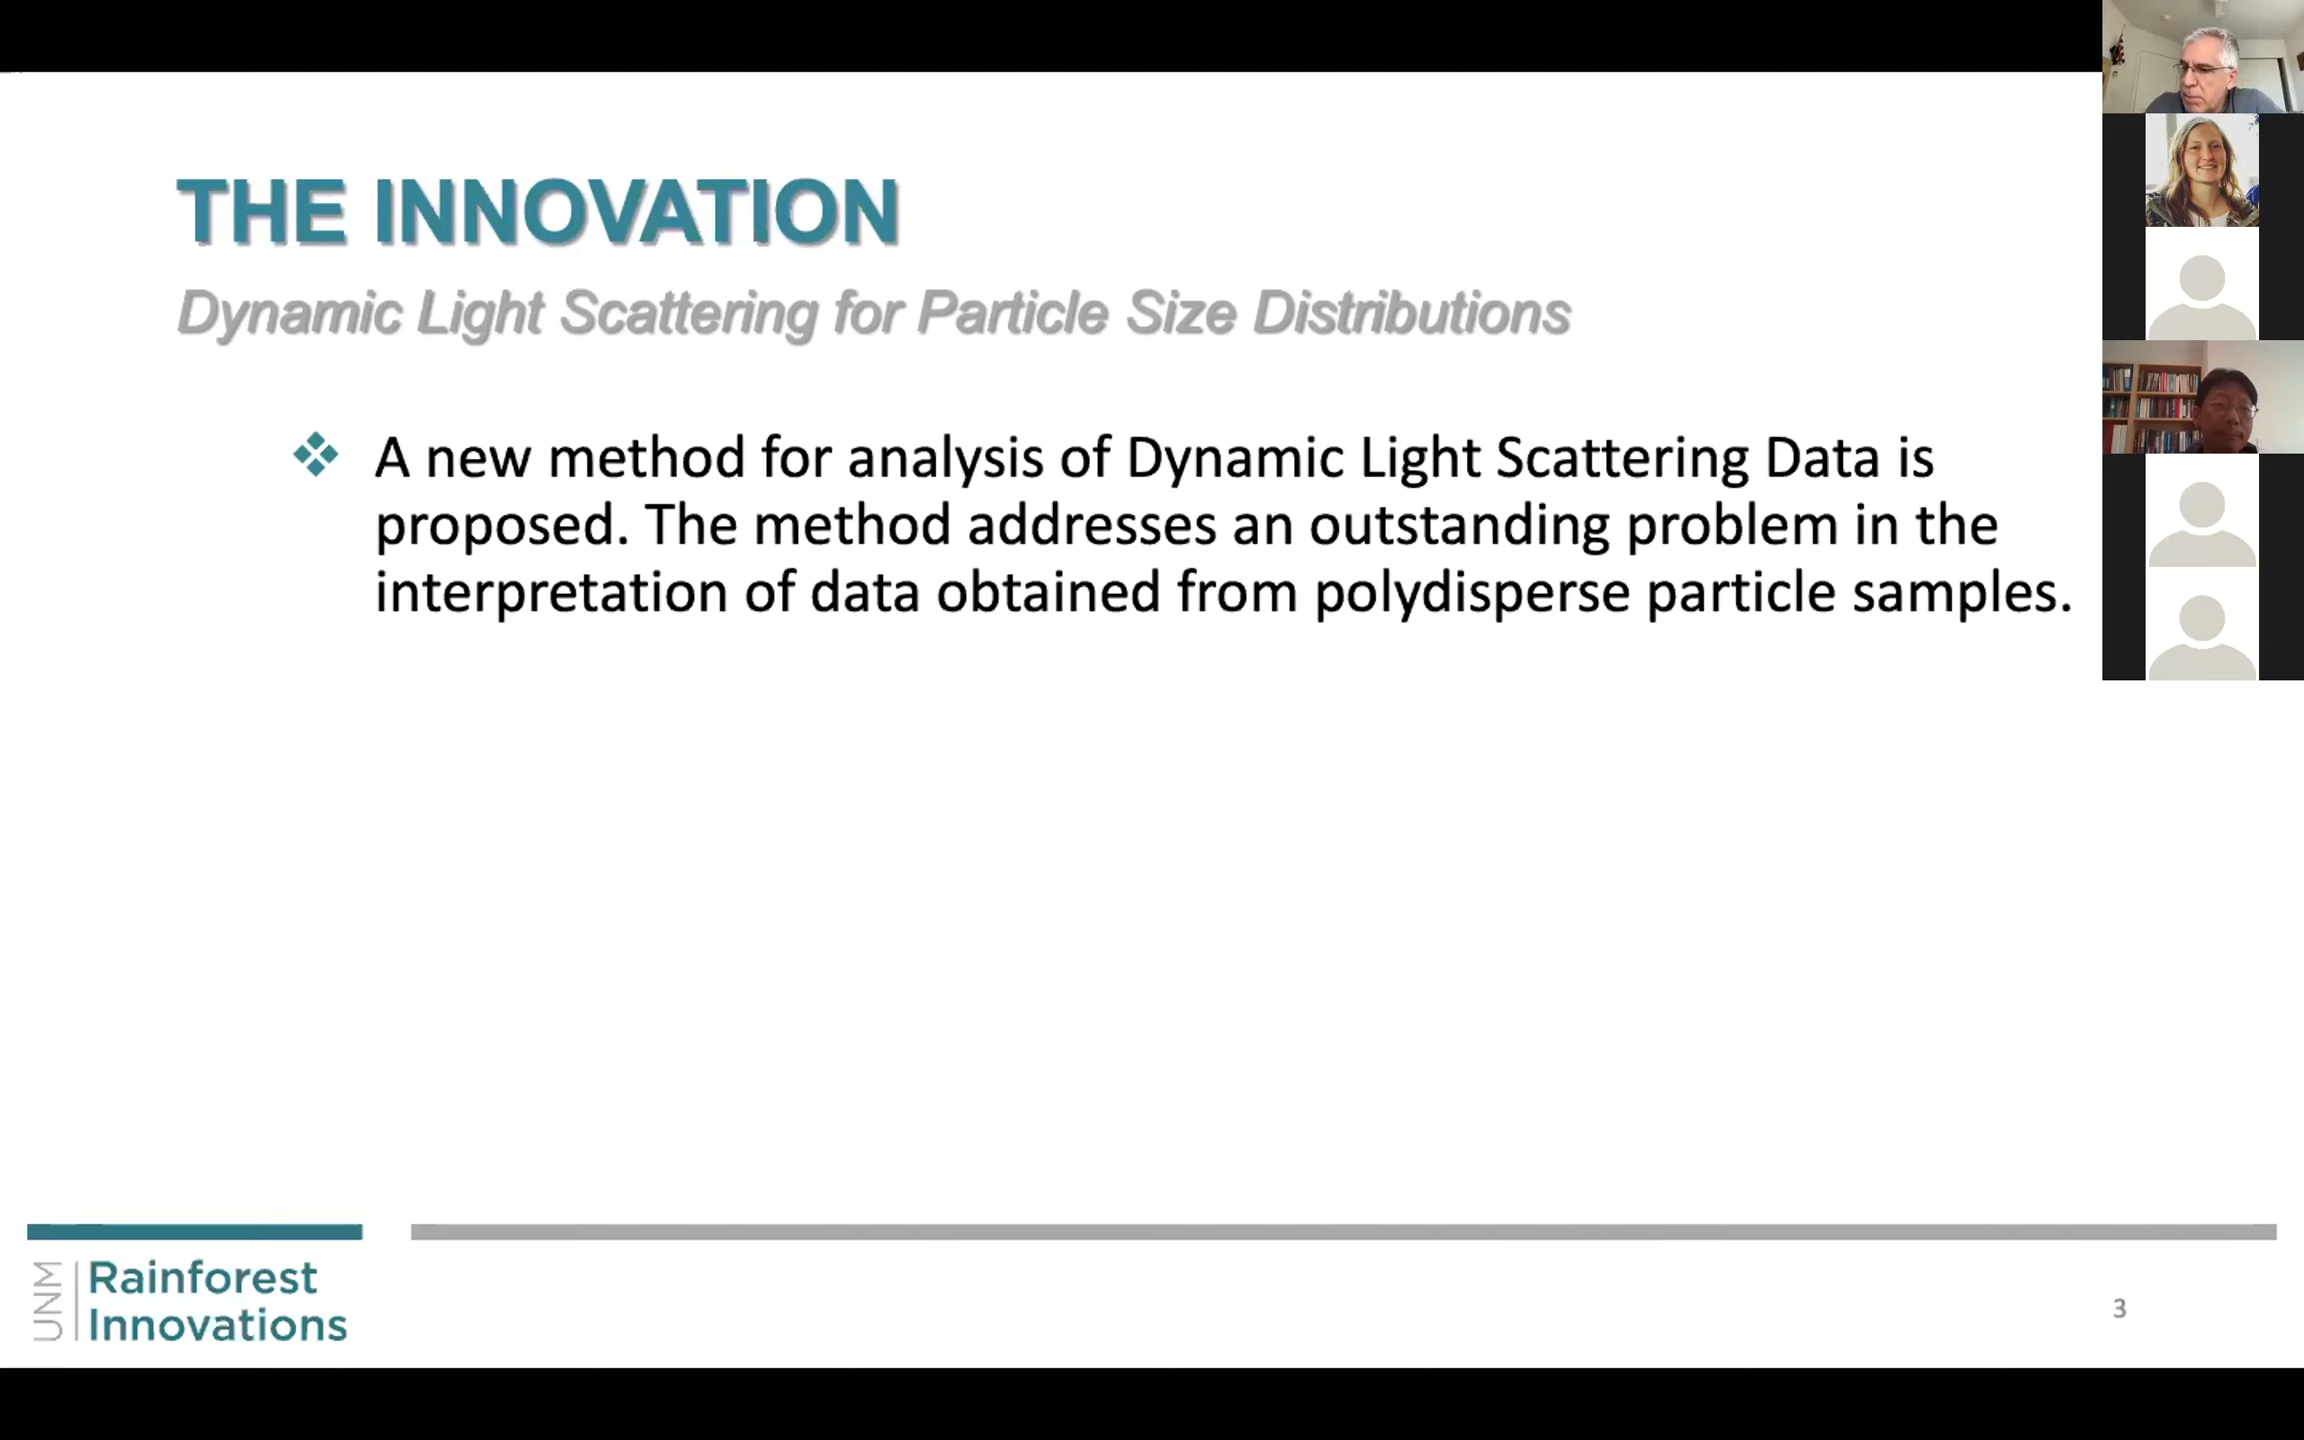 THE INNOVATION
Dynamic Light Scattering for Particle Size Distributions
❖ A new method for analysis of Dynamic Light Scattering Data is
proposed. The method addresses an outstanding problem in the
interpretation of data obtained from polydisperse particle samples.
UNM
Rainforest
Innovations
3